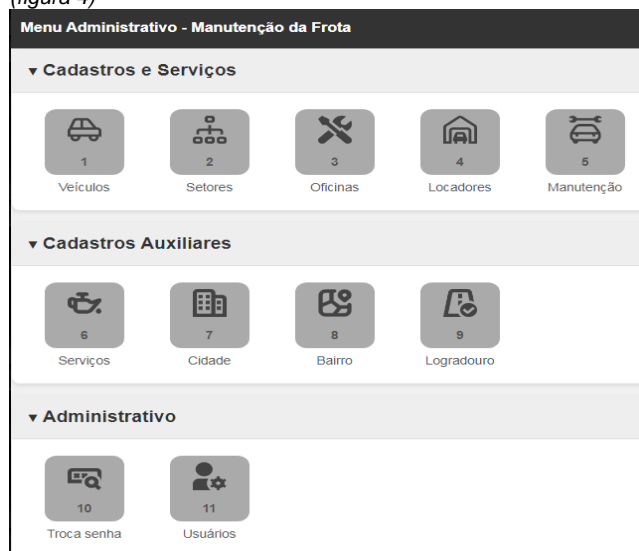 (figura 4)
Menu Administrativo - Manutenção da Frota
▾ Cadastros e Serviços
1 2 3 4 5
Veículos Setores Oficinas Locadores Manutenção
▾ Cadastros Auxiliares
6 7 8 9
Serviços Cidade Bairro Logradouro
▾ Administrativo
10 11
Troca senha Usuários